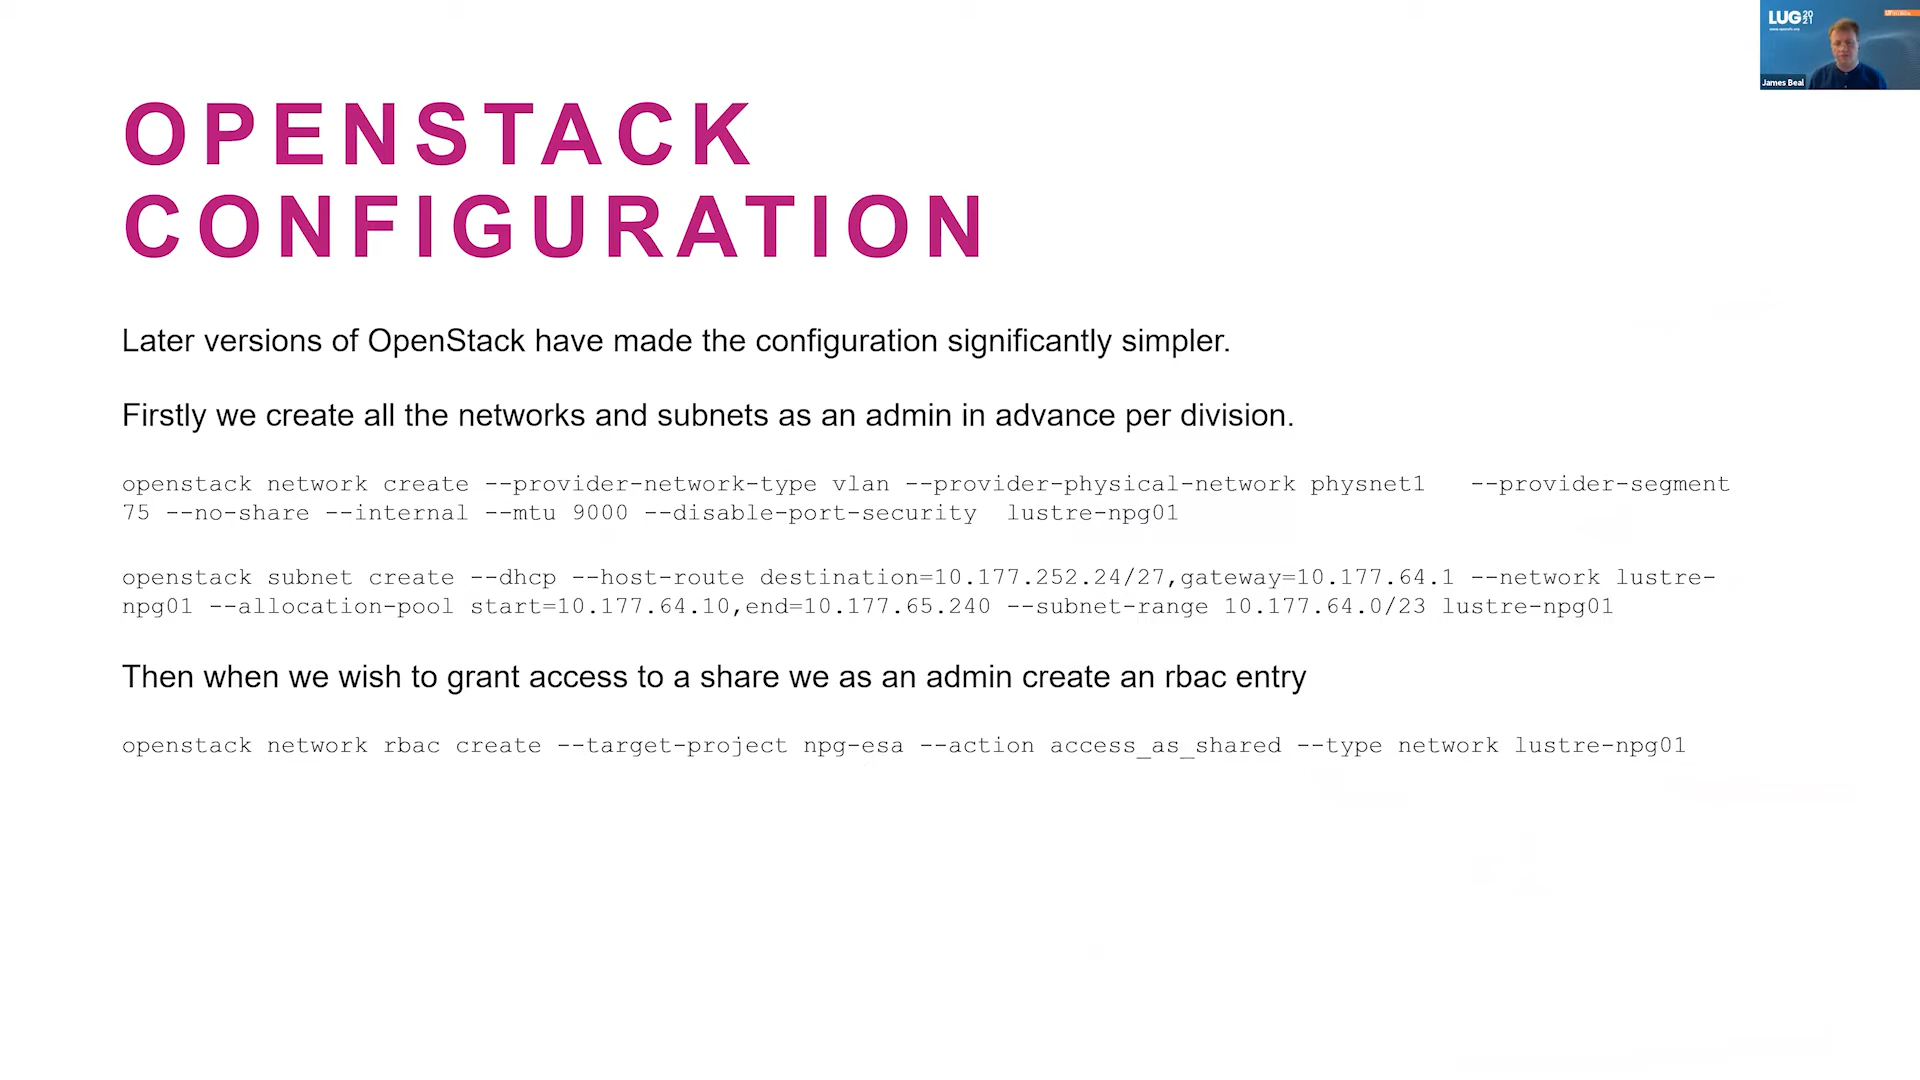 LUG 20
21
James Beal
OPENSTACK
CONFIGURATION
Later versions of OpenStack have made the configuration significantly simpler.
Firstly we create all the networks and subnets as an admin in advance per division.
openstack network create --provider-network-type vlan --provider-physical-network physnet1   --provider-segment
75 --no-share --internal --mtu 9000 --disable-port-security  lustre-npg01
openstack subnet create --dhcp --host-route destination=10.177.252.24/27,gateway=10.177.64.1 --network lustre-
npg01 --allocation-pool start=10.177.64.10,end=10.177.65.240 --subnet-range 10.177.64.0/23 lustre-npg01
Then when we wish to grant access to a share we as an admin create an rbac entry
openstack network rbac create --target-project npg-esa --action access_as_shared --type network lustre-npg01